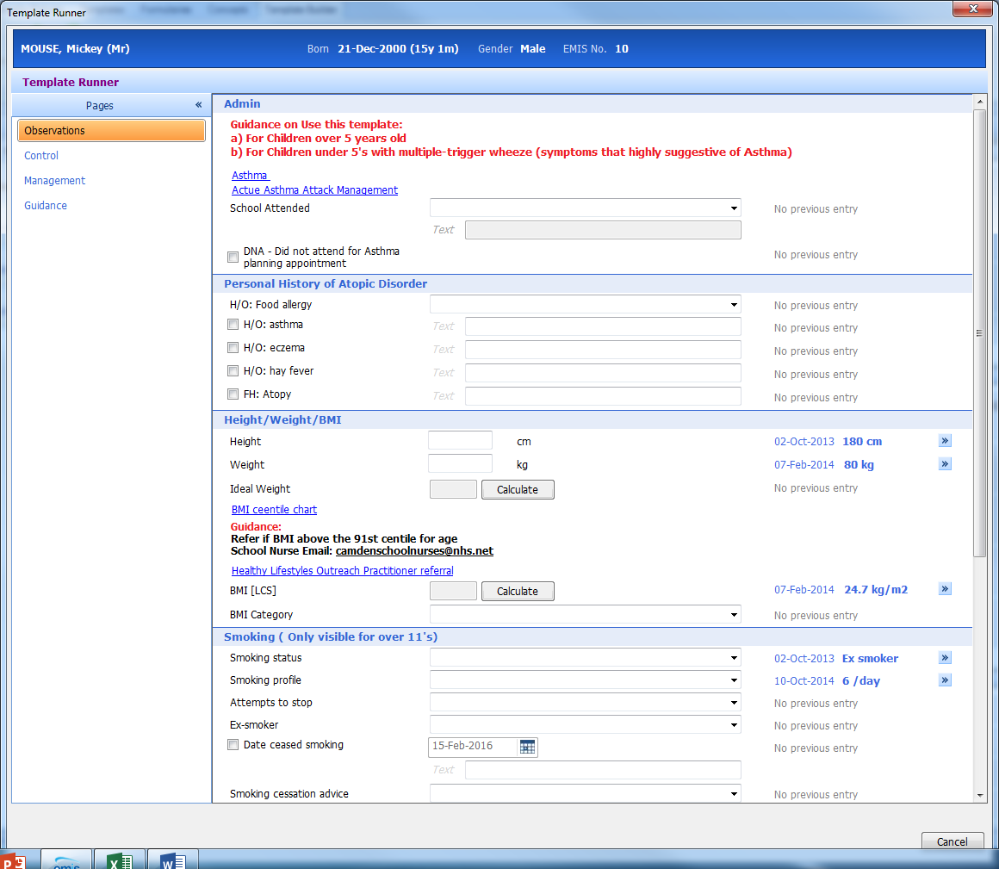 Template Runner
MOUSE, Mickey (Mr) Born 21-Dec-2000 (15y 1m) Gender Male EMIS No. 10
Template Runner
Pages «
Observations
Control
Management
Guidance
Admin
Guidance on Use this template:
a) For Children over 5 years old
b) For Children under 5's with multiple-trigger wheeze (symptoms that highly suggestive of Asthma)
Asthma
Actue Asthma Attack Management
School Attended No previous entry
Text
DNA - Did not attend for Asthma
planning appointment No previous entry
Personal History of Atopic Disorder
H/O: Food allergy No previous entry
H/O: asthma Text No previous entry
H/O: eczema Text No previous entry
H/O: hay fever Text No previous entry
FH: Atopy Text No previous entry
Height/Weight/BMI
Height cm 02-Oct-2013 180 cm »
Weight kg 07-Feb-2014 80 kg »
Ideal Weight Calculate No previous entry
BMI ceentile chart
Guidance:
Refer if BMI above the 91st centile for age
School Nurse Email: camdenschoolnurses@nhs.net
Healthy Lifestyles Outreach Practitioner referral
BMI [LCS] Calculate 07-Feb-2014 24.7 kg/m2 »
BMI Category No previous entry
Smoking ( Only visible for over 11's)
Smoking status 02-Oct-2013 Ex smoker »
Smoking profile 10-Oct-2014 6 /day »
Attempts to stop No previous entry
Ex-smoker No previous entry
Date ceased smoking 15-Feb-2016 No previous entry
Text
Smoking cessation advice No previous entry
Cancel